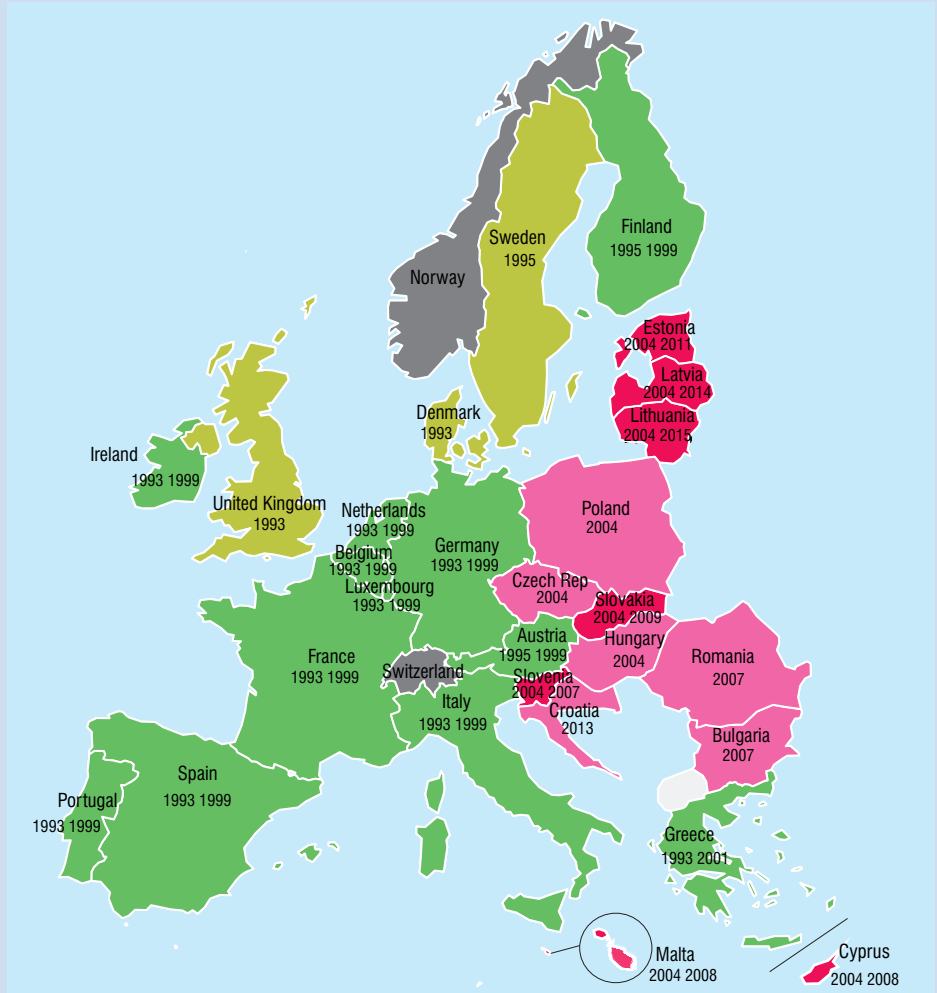 Finland
1995 1999
Sweden
1995
Norway
Estonia
2004 2011
Latvia
2004 2014
Lithuania
2004 2015
Denmark
1993
Ireland
1993 1999
United Kingdom
1993
Netherlands
1993 1999
Belgium
1993 1999
Luxembourg
1993 1999
Germany
1993 1999
Poland
2004
Czech Rep
2004
Slovakia
2004 2009
Austria
1995 1999
Hungary
2004
France
1993 1999
Switzerland
Slovenia
2004 2007
Romania
2007
Italy
1993 1999
Croatia
2013
Bulgaria
2007
Spain
1993 1999
Portugal
1993 1999
Greece
1993 2001
Malta
2004 2008
Cyprus
2004 2008